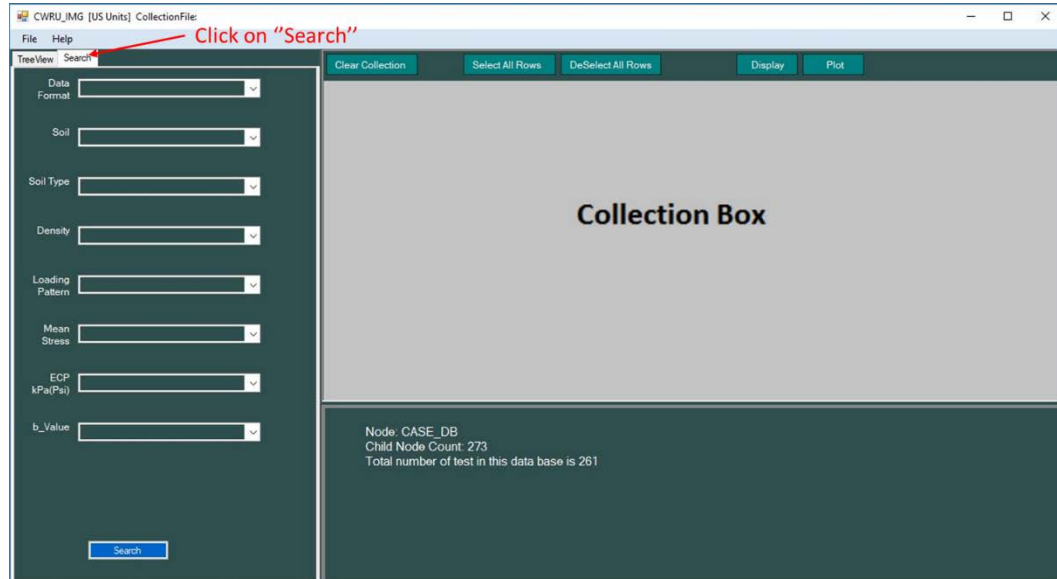 CWRU_IMG [US Units] CollectionFile:
File Help
Click on "Search"
TreeView Search
Clear Collection Select All Rows DeSelect All Rows Display Plot
Data
Format
Soil
Soil Type
Density
Loading
Pattern
Mean
Stress
ECP
kPa(Psi)
b_Value
Search
Collection Box
Node: CASE_DB
Child Node Count: 273
Total number of test in this data base is 261